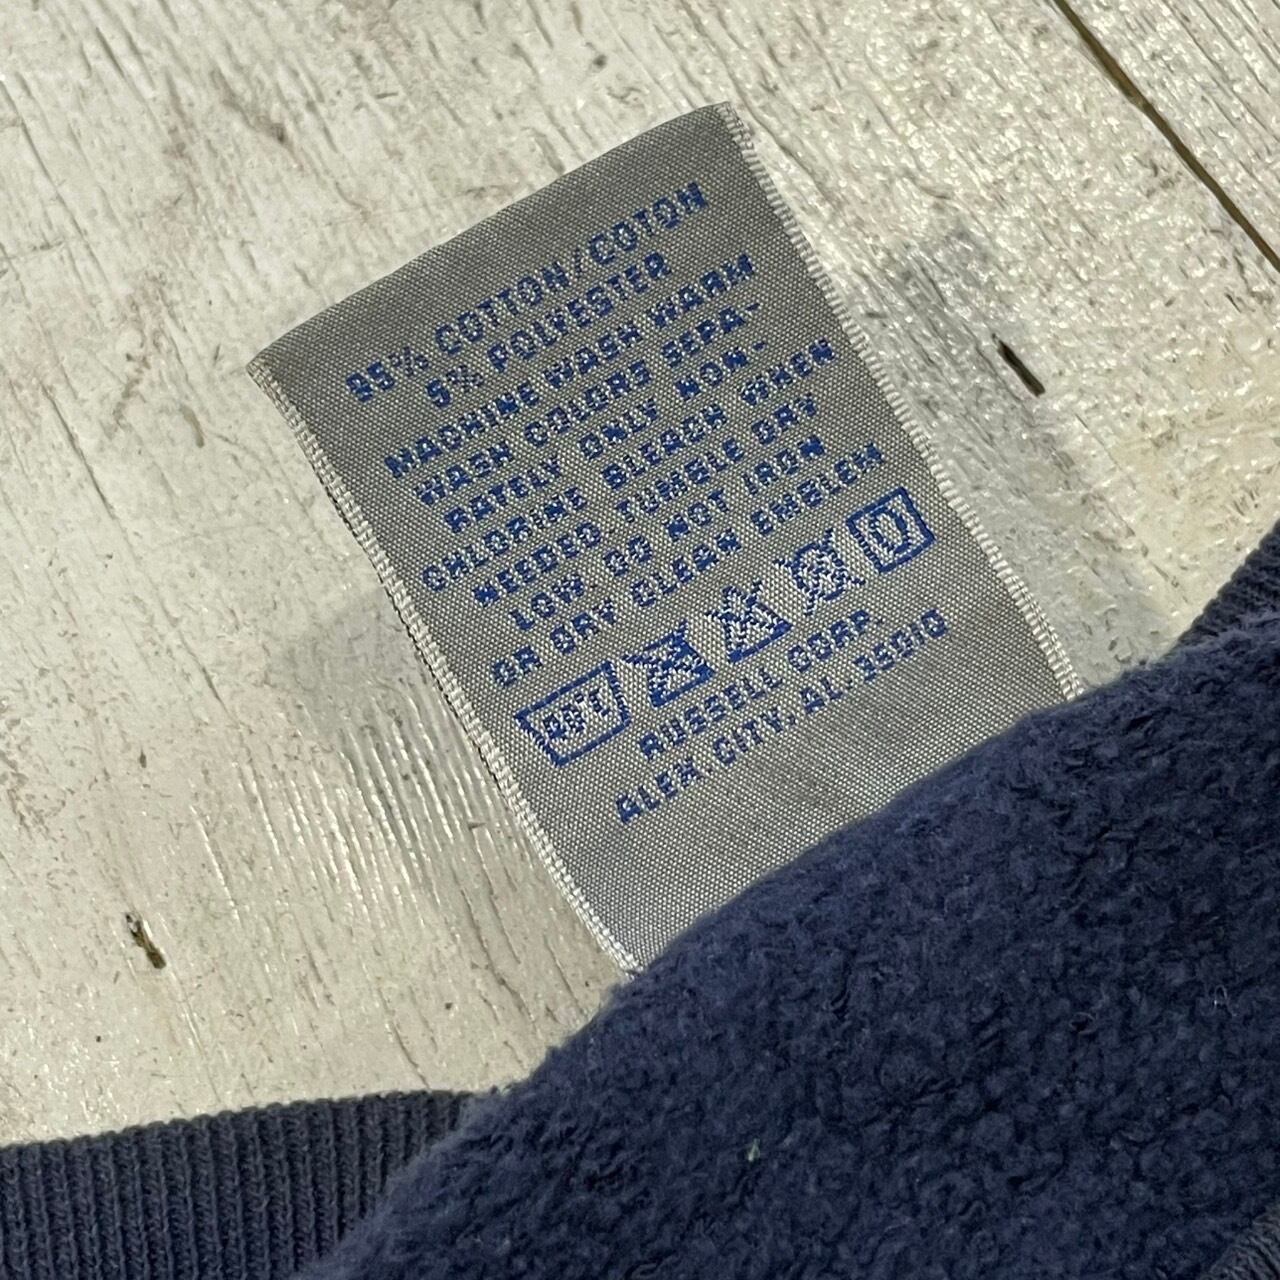 95% COTTON/COTON
5% POLYESTER
MACHINE WASH WARM
WASH COLORS SEPA-
RATELY ONLY NON-
CHLORINE BLEACH WHEN
NEEDED. TUMBLE DRY
LOW. DO NOT IRON
OR DRY CLEAN EMBLEM
RUSSELL CORP.
ALEX. CITY, AL. 35010